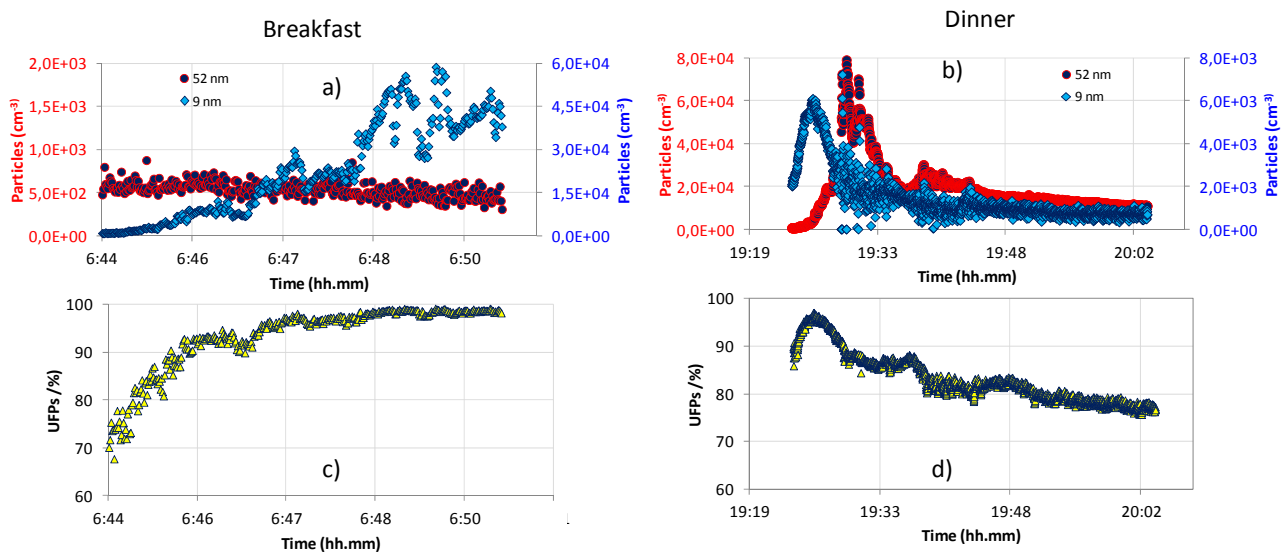 Breakfast
Dinner
2,0E+03
1,5E+03
1,0E+03
5,0E+02
0,0E+00
Particles (cm⁻³)
52 nm
9 nm
a)
6,0E+04
4,5E+04
3,0E+04
1,5E+04
0,0E+00
Particles (cm⁻³)
6:44 6:46 6:47 6:48 6:50
Time (hh.mm)
8,0E+04
6,0E+04
4,0E+04
2,0E+04
0,0E+00
Particles (cm⁻³)
52 nm
9 nm
b)
8,0E+03
6,0E+03
4,0E+03
2,0E+03
0,0E+00
Particles (cm⁻³)
19:19 19:33 19:48 20:02
Time (hh.mm)
100
90
80
70
60
UFPs /%)
c)
6:44 6:46 6:47 6:48 6:50
Time (hh.mm)
100
90
80
70
60
UFPs /%)
d)
19:19 19:33 19:48 20:02
Time (hh.mm)